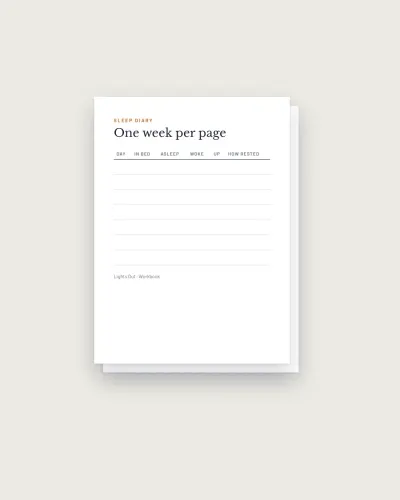 SLEEP DIARY
One week per page
DAY IN BED ASLEEP WOKE UP HOW RESTED
Lights Out · Workbook